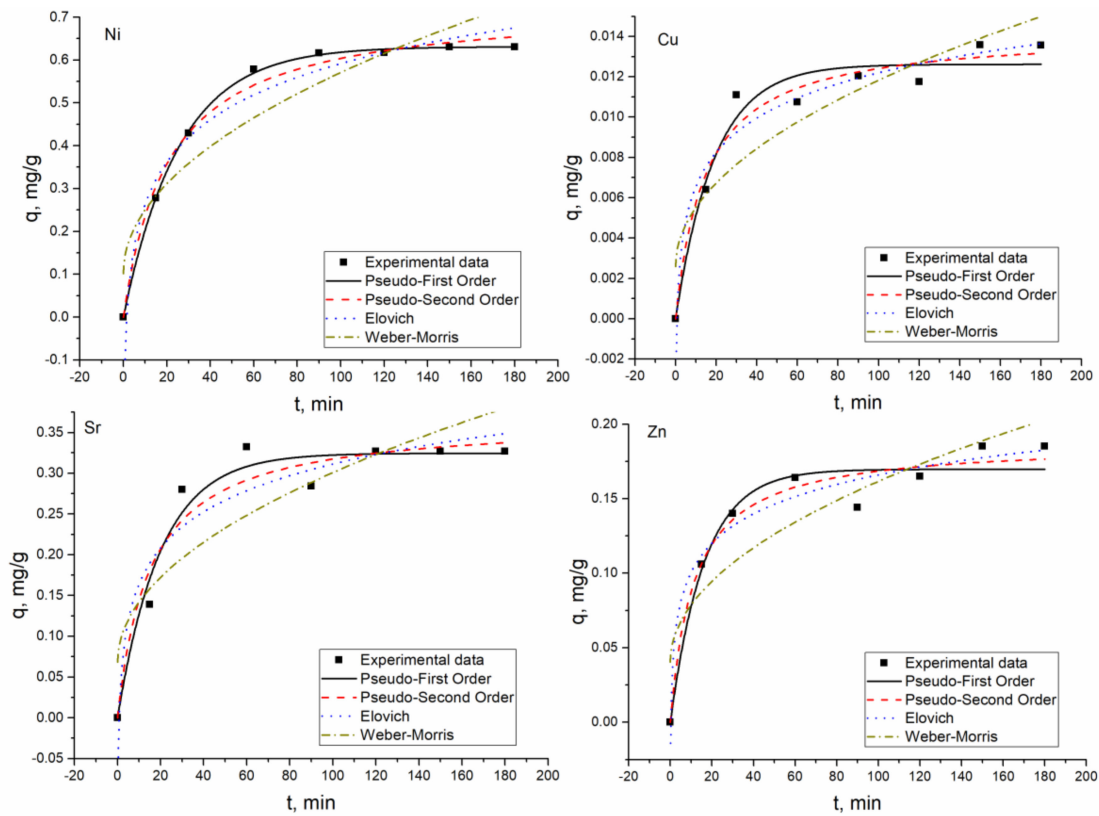 Ni
q, mg/g
0.7
0.6
0.5
0.4
0.3
0.2
0.1
0.0
-0.1
-20 0 20 40 60 80 100 120 140 160 180 200
t, min
Experimental data
Pseudo-First Order
Pseudo-Second Order
Elovich
Weber-Morris
Cu
q, mg/g
0.014
0.012
0.010
0.008
0.006
0.004
0.002
0.000
-0.002
-20 0 20 40 60 80 100 120 140 160 180 200
t, min
Experimental data
Pseudo-First Order
Pseudo-Second Order
Elovich
Weber-Morris
Sr
q, mg/g
0.35
0.30
0.25
0.20
0.15
0.10
0.05
0.00
-0.05
-20 0 20 40 60 80 100 120 140 160 180 200
t, min
Experimental data
Pseudo-First Order
Pseudo-Second Order
Elovich
Weber-Morris
Zn
q, mg/g
0.20
0.15
0.10
0.05
0.00
-20 0 20 40 60 80 100 120 140 160 180 200
t, min
Experimental data
Pseudo-First Order
Pseudo-Second Order
Elovich
Weber-Morris